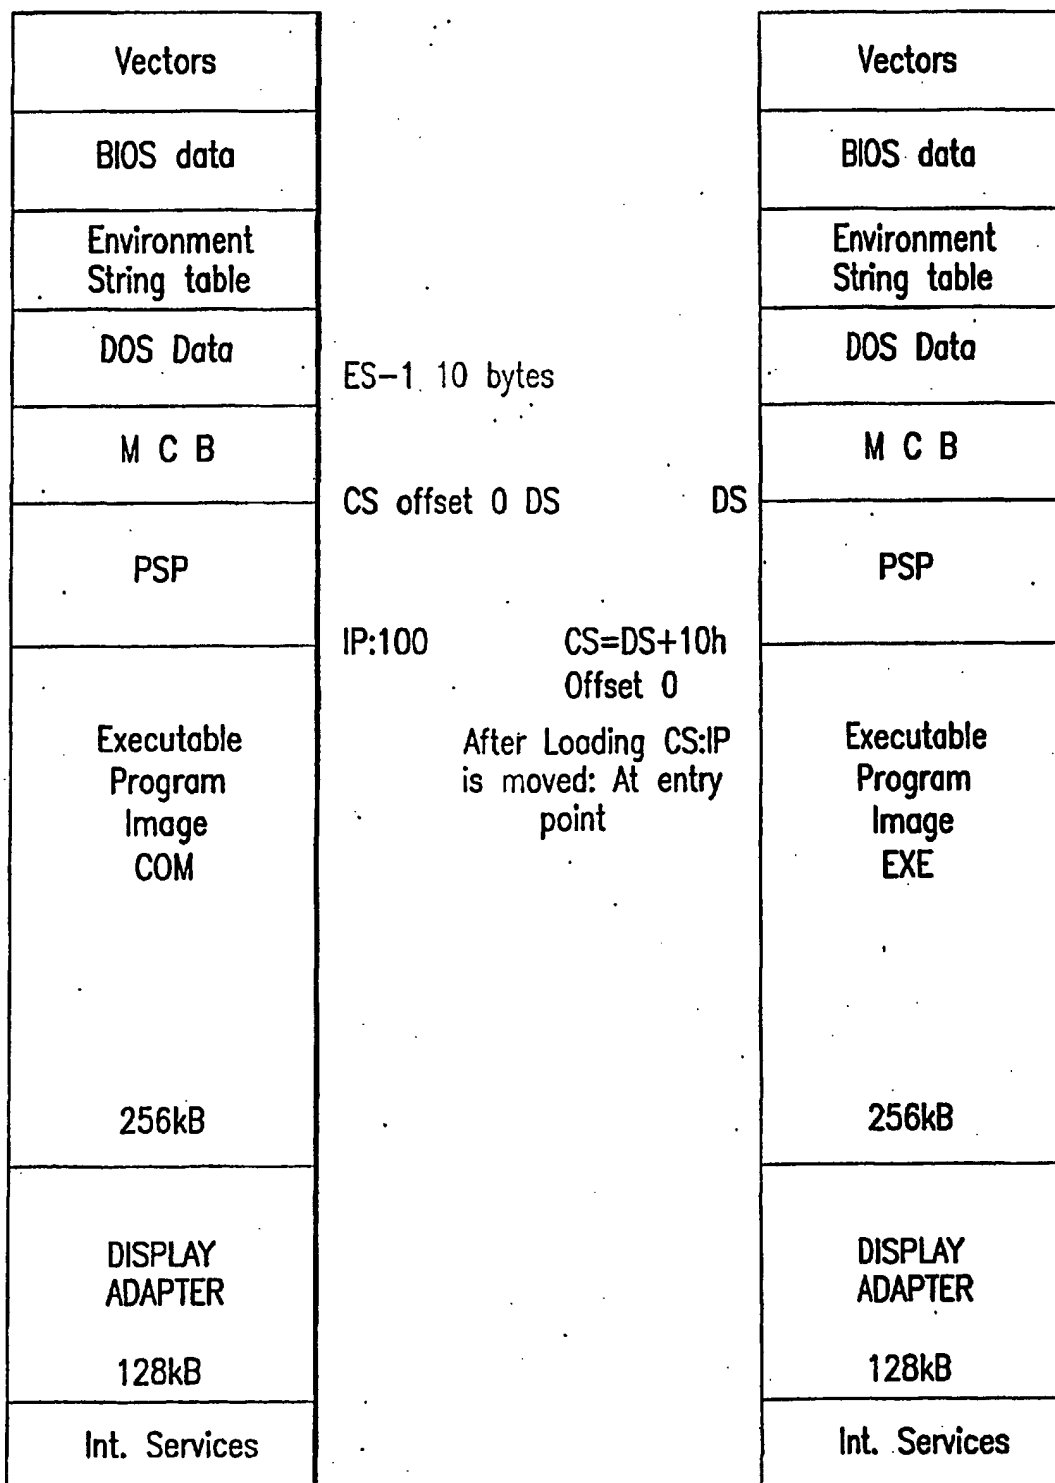 Vectors
BIOS data
Environment
String table
DOS Data
M C B
PSP
Executable
Program
Image
COM
256kB
DISPLAY
ADAPTER
128kB
Int. Services
ES-1 10 bytes
CS offset 0 DS
DS
IP:100
CS=DS+10h
Offset 0
After Loading CS:IP
is moved: At entry
point
Vectors
BIOS data
Environment
String table
DOS Data
M C B
PSP
Executable
Program
Image
EXE
256kB
DISPLAY
ADAPTER
128kB
Int. Services